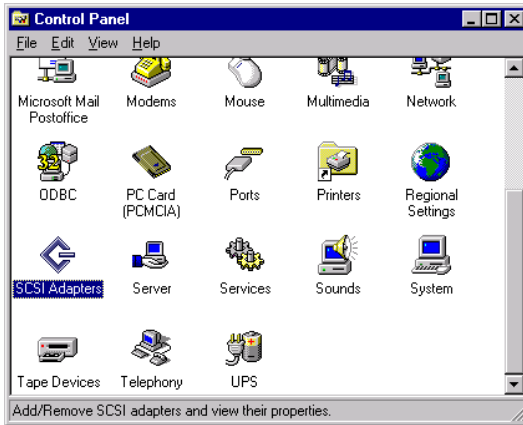 Control Panel
File Edit View Help
Microsoft Mail Postoffice
Modems
Mouse
Multimedia
Network
ODBC
PC Card (PCMCIA)
Ports
Printers
Regional Settings
SCSI Adapters
Server
Services
Sounds
System
Tape Devices
Telephony
UPS
Add/Remove SCSI adapters and view their properties.